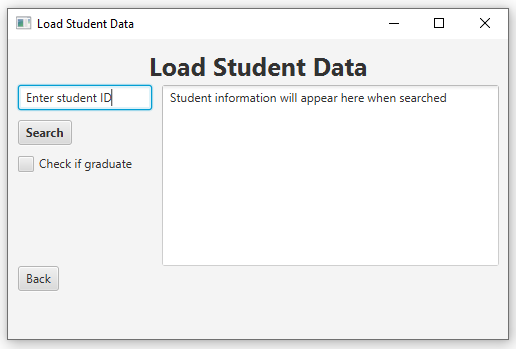 Load Student Data
Load Student Data
Enter student ID
Student information will appear here when searched
Search
Check if graduate
Back